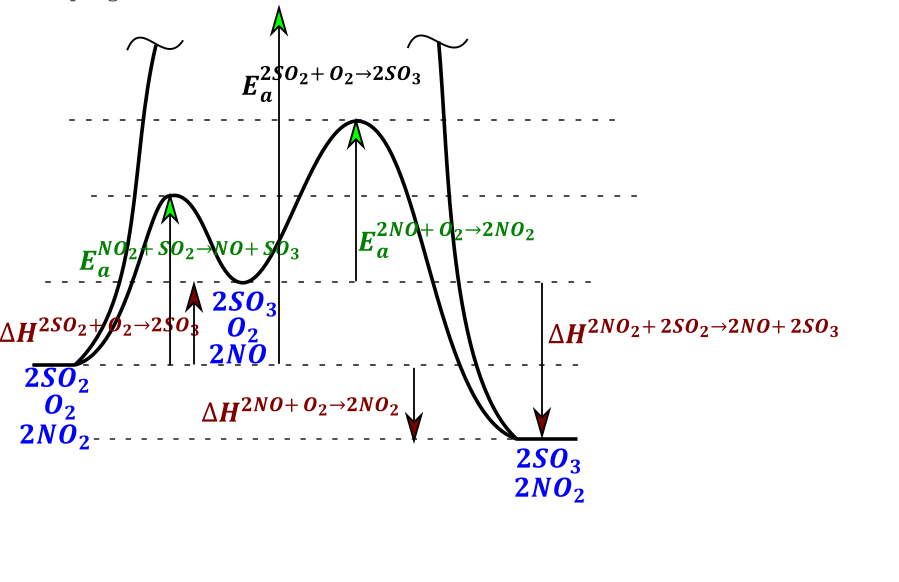 E_a^{2SO_2+O_2→2SO_3}
E_a^{2NO+O_2→2NO_2}
E_a^{NO_2+SO_2→NO+SO_3}
2SO_3
O_2
2NO
ΔH^{2SO_2+O_2→2SO_3}
ΔH^{2NO_2+2SO_2→2NO+2SO_3}
2SO_2
O_2
2NO_2
ΔH^{2NO+O_2→2NO_2}
2SO_3
2NO_2